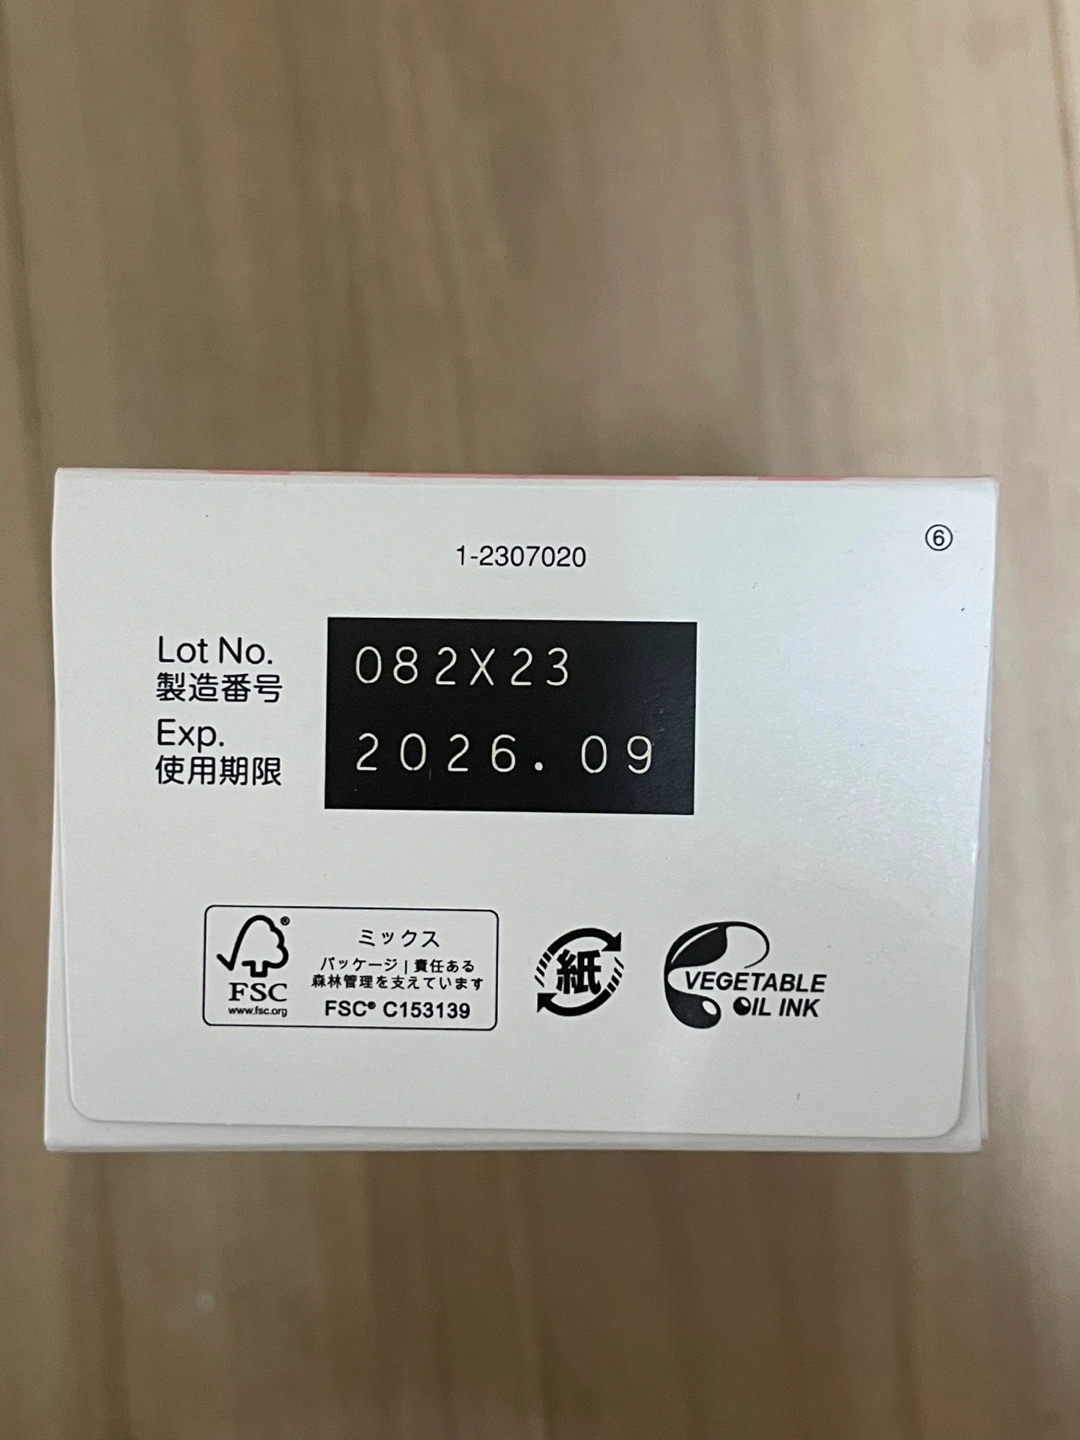 1-2307020
⑥
Lot No.
製造番号
082X23
Exp.
使用期限
2026.09
FSC®
www.fsc.org
ミックス
パッケージ | 責任ある
森林管理を支えています
FSC® C153139
紙
VEGETABLE
OIL INK